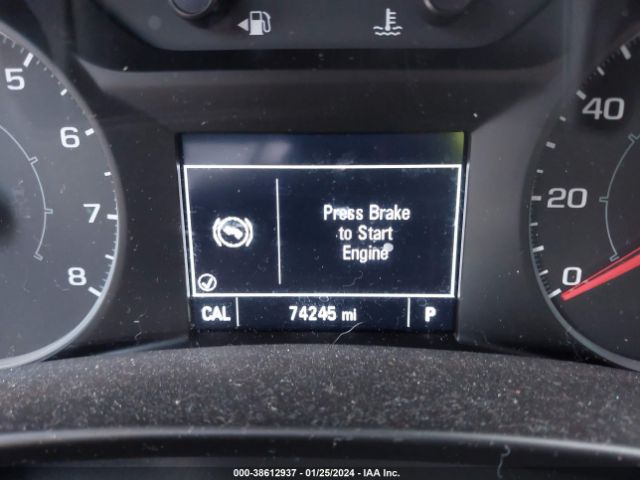 5
6
7
8
Press Brake
to Start
Engine
CAL 74245 mi P
40
20
0
000-38612937 - 01/25/2024 - IAA Inc.